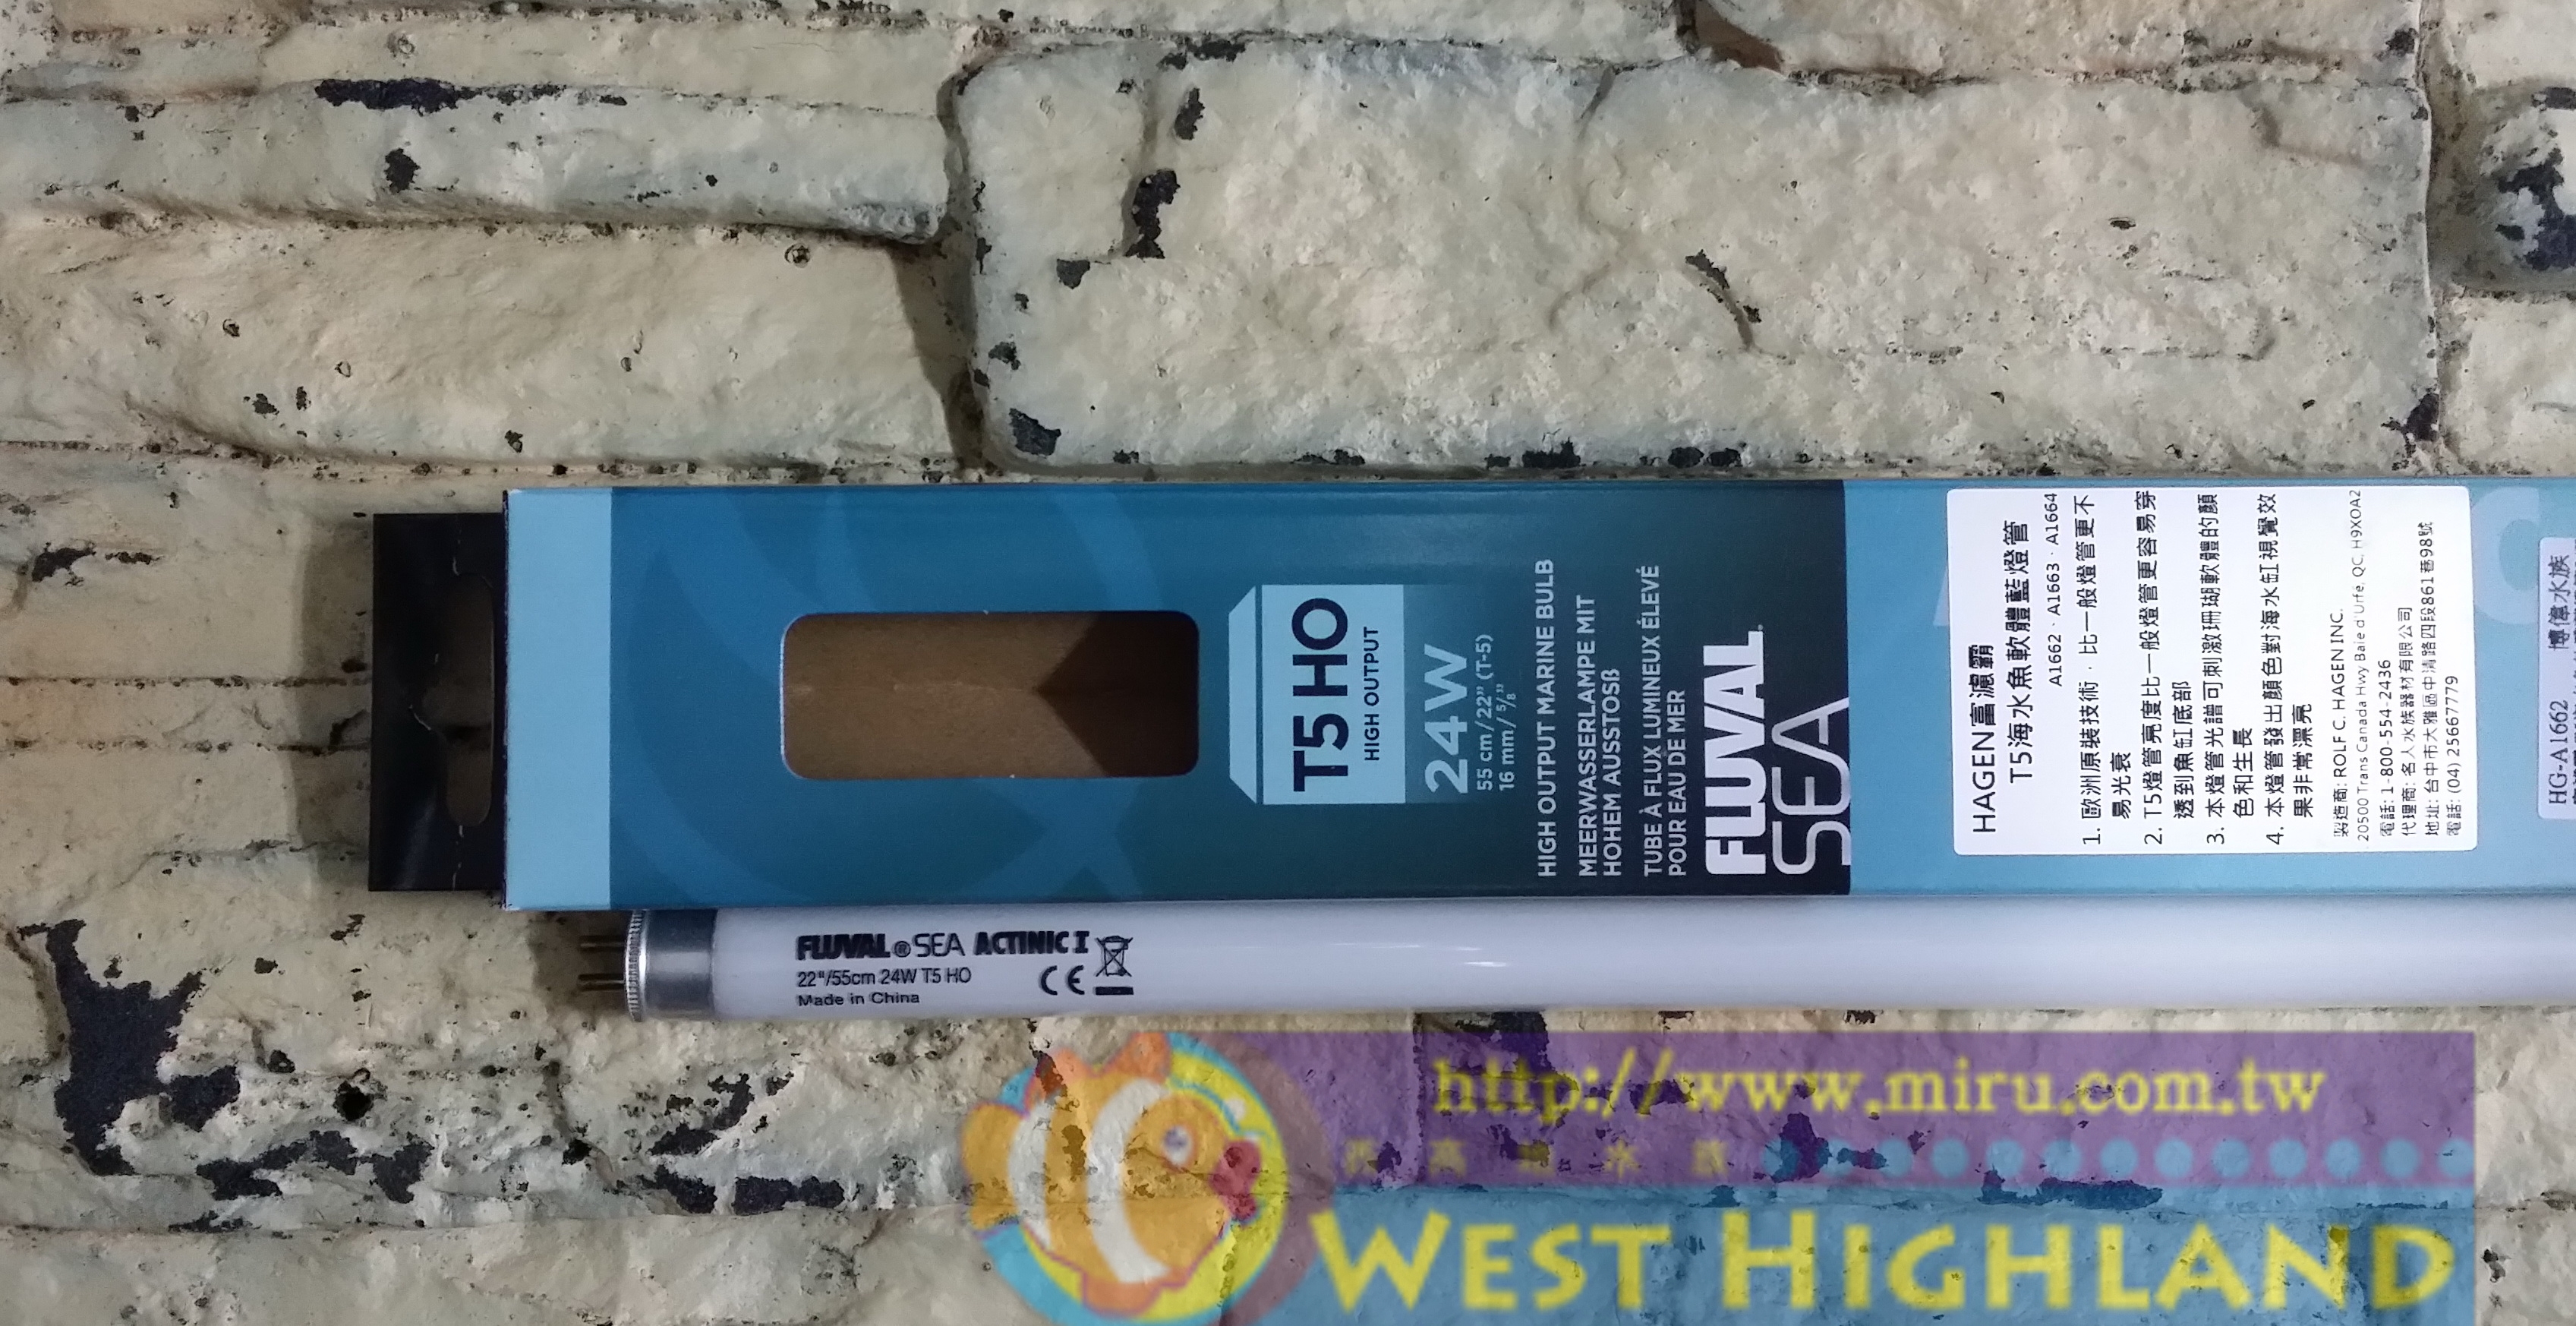 T5 HO
HIGH OUTPUT
24W
55 cm/22" (T-5)
16 mm/ 5/8"
HIGH OUTPUT MARINE BULB
MEERWASSERLAMPE MIT
HOHEM AUSSTOSß
TUBE À FLUX LUMINEUX ÉLEVÉ
POUR EAU DE MER
FLUVAL
SEA
HAGEN富濾霸
T5海水魚軟體藍燈管
A1662 · A1663 · A1664
1. 歐洲原裝技術,比一般燈管更不
易光衰
2. T5燈管亮度比一般燈管更容易穿
透到魚缸底部
3. 本燈管光譜可刺激珊瑚軟體的顏
色和生長
4. 本燈管發出顏色對海水缸視覺效
果非常漂亮
製造商: ROLF C. HAGEN INC.
20500 Trans Canada Hwy Baie d'Urfé, QC, H9X0A2
電話: 1-800-554-2436
代理商: 名人水族器材有限公司
地址: 台中市大雅區中清路四段861巷98號
電話: (04) 25667779
HG-A1662 博偉水族
FLUVAL® SEA ACTINIC I
22"/55cm 24W T5 HO
Made in China
CE
http://www.miru.com.tw
WEST HIGHLAND